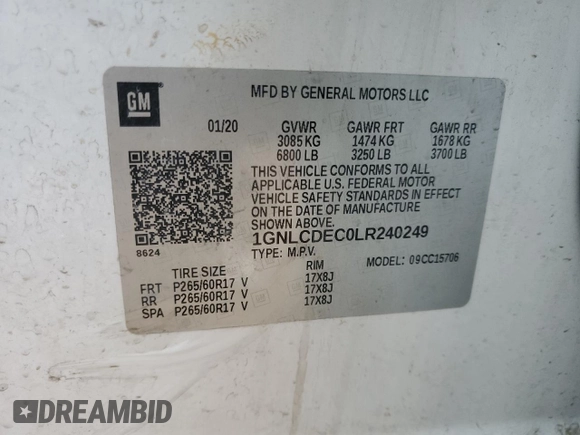 GM
MFD BY GENERAL MOTORS LLC
01/20 GVWR GAWR FRT GAWR RR
3085 KG 1474 KG 1678 KG
6800 LB 3250 LB 3700 LB
THIS VEHICLE CONFORMS TO ALL
APPLICABLE U.S. FEDERAL MOTOR
VEHICLE SAFETY STANDARDS IN EFFECT
ON THE DATE OF MANUFACTURE
SHOWN ABOVE.
8624
1GNLCDEC0LR240249
TYPE: M.P.V. MODEL: 09CC15706
TIRE SIZE RIM
FRT P265/60R17 V 17X8J
RR P265/60R17 V 17X8J
SPA P265/60R17 V 17X8J
DREAMBID